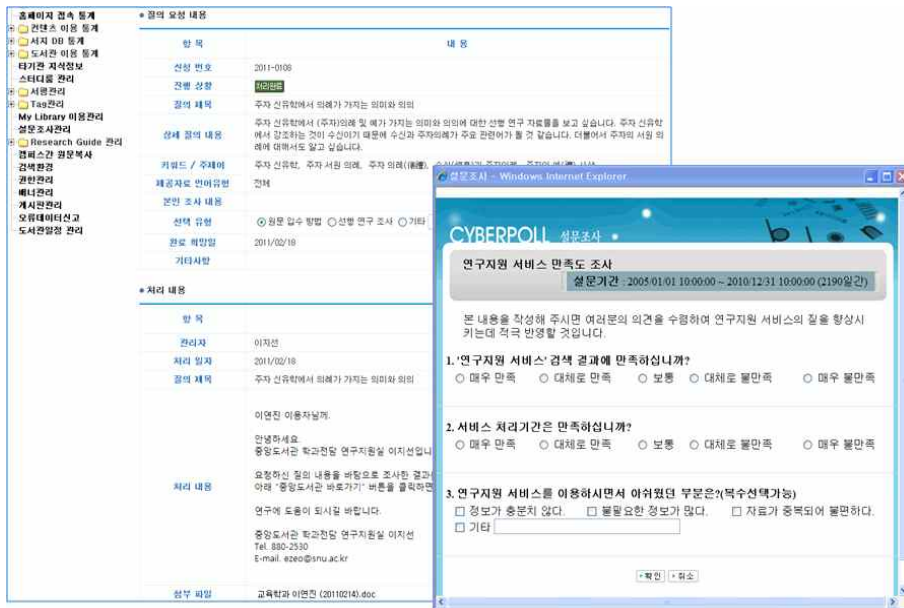 홈페이지 접속 통계
컨텐츠 이용 통계
서지 DB 통계
도서관 이용 통계
타기관 지식정보
스터디룸 관리
서평관리
Tag관리
My Library 이용관리
설문조사관리
Research Guide 관리
캠퍼스간 원문복사
검색환경
권한관리
배너관리
게시판관리
오류데이터신고
도서관일정 관리
질의 요청 내용
항 목 내 용
신청 번호 2011-0108
진행 상황 처리완료
질의 제목 주자 신유학에서 의례가 가지는 의미와 의의
상세 질의 내용
주자 신유학에서 (주자)의례 및 예가 가지는 의미와 의의에 대한 선행 연구 자료들을 보고 싶습니다. 주자 신유학
에서 강조하는 것이 수신이기 때문에 수신과 주자의례가 주요 관련어가 될 것 같습니다. 더불어서 주자의 서원 의
례에 대해서도 알고 싶습니다.
키워드 / 주제어 주자 신유학, 주자 서원 의례, 주자 의례
제공자료 언어유형 전체
본인 조사 내용
선택 유형 원문 입수 방법 선행 연구 조사 기타
완료 희망일 2011/02/18
기타사항
처리 내용
항 목
관리자 이지선
처리 일자 2011/02/18
질의 제목 주자 신유학에서 의례가 가지는 의미와 의의
처리 내용
이연진 이용자님께.
안녕하세요.
중앙도서관 학과전담 연구지원실 이지선입니
요청하신 질의 내용을 바탕으로 조사한 결과
아래 "중앙도서관 바로가기" 버튼을 클릭하면
연구에 도움이 되시길 바랍니다.
중앙도서관 학과전담 연구지원실 이지선
Tel. 880-2530
E-mail. ezeo@snu.ac.kr
첨부 파일 교육학과 이연진 (20110214).doc
설문조사 - Windows Internet Explorer
CYBERPOLL 설문조사
연구지원 서비스 만족도 조사
설문기간 : 2005/01/01 10:00:00 ~ 2010/12/31 10:00:00 (2190일간)
본 내용을 작성해 주시면 여러분의 의견을 수렴하여 연구지원 서비스의 질을 향상시
키는데 적극 반영할 것입니다.
1. '연구지원 서비스' 검색 결과에 만족하십니까?
매우 만족 대체로 만족 보통 대체로 불만족 매우 불만족
2. 서비스 처리기간은 만족하십니까?
매우 만족 대체로 만족 보통 대체로 불만족 매우 불만족
3. 연구지원 서비스를 이용하시면서 아쉬웠던 부분은?(복수선택가능)
정보가 충분치 않다. 불필요한 정보가 많다. 자료가 중복되어 불편하다.
기타
확인 취소